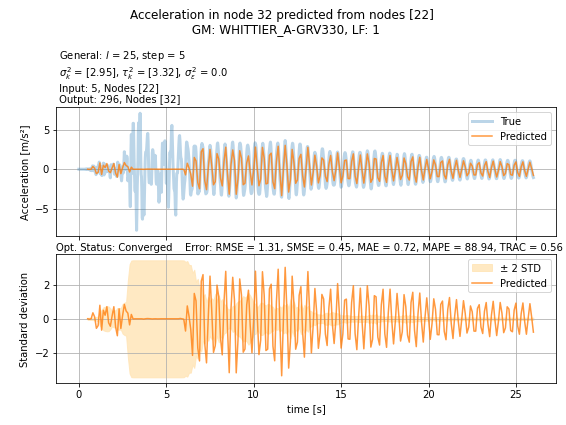 Acceleration in node 32 predicted from nodes [22]
GM: WHITTIER_A-GRV330, LF: 1
General: l = 25, step = 5
σ²ₖ = [2.95], τ²ₖ = [3.32], σ²ₑ = 0.0
Input: 5, Nodes [22]
Output: 296, Nodes [32]
Acceleration [m/s²]
5
0
−5
True
Predicted
Opt. Status: Converged Error: RMSE = 1.31, SMSE = 0.45, MAE = 0.72, MAPE = 88.94, TRAC = 0.56
Standard deviation
2
0
−2
± 2 STD
Predicted
0 5 10 15 20 25
time [s]